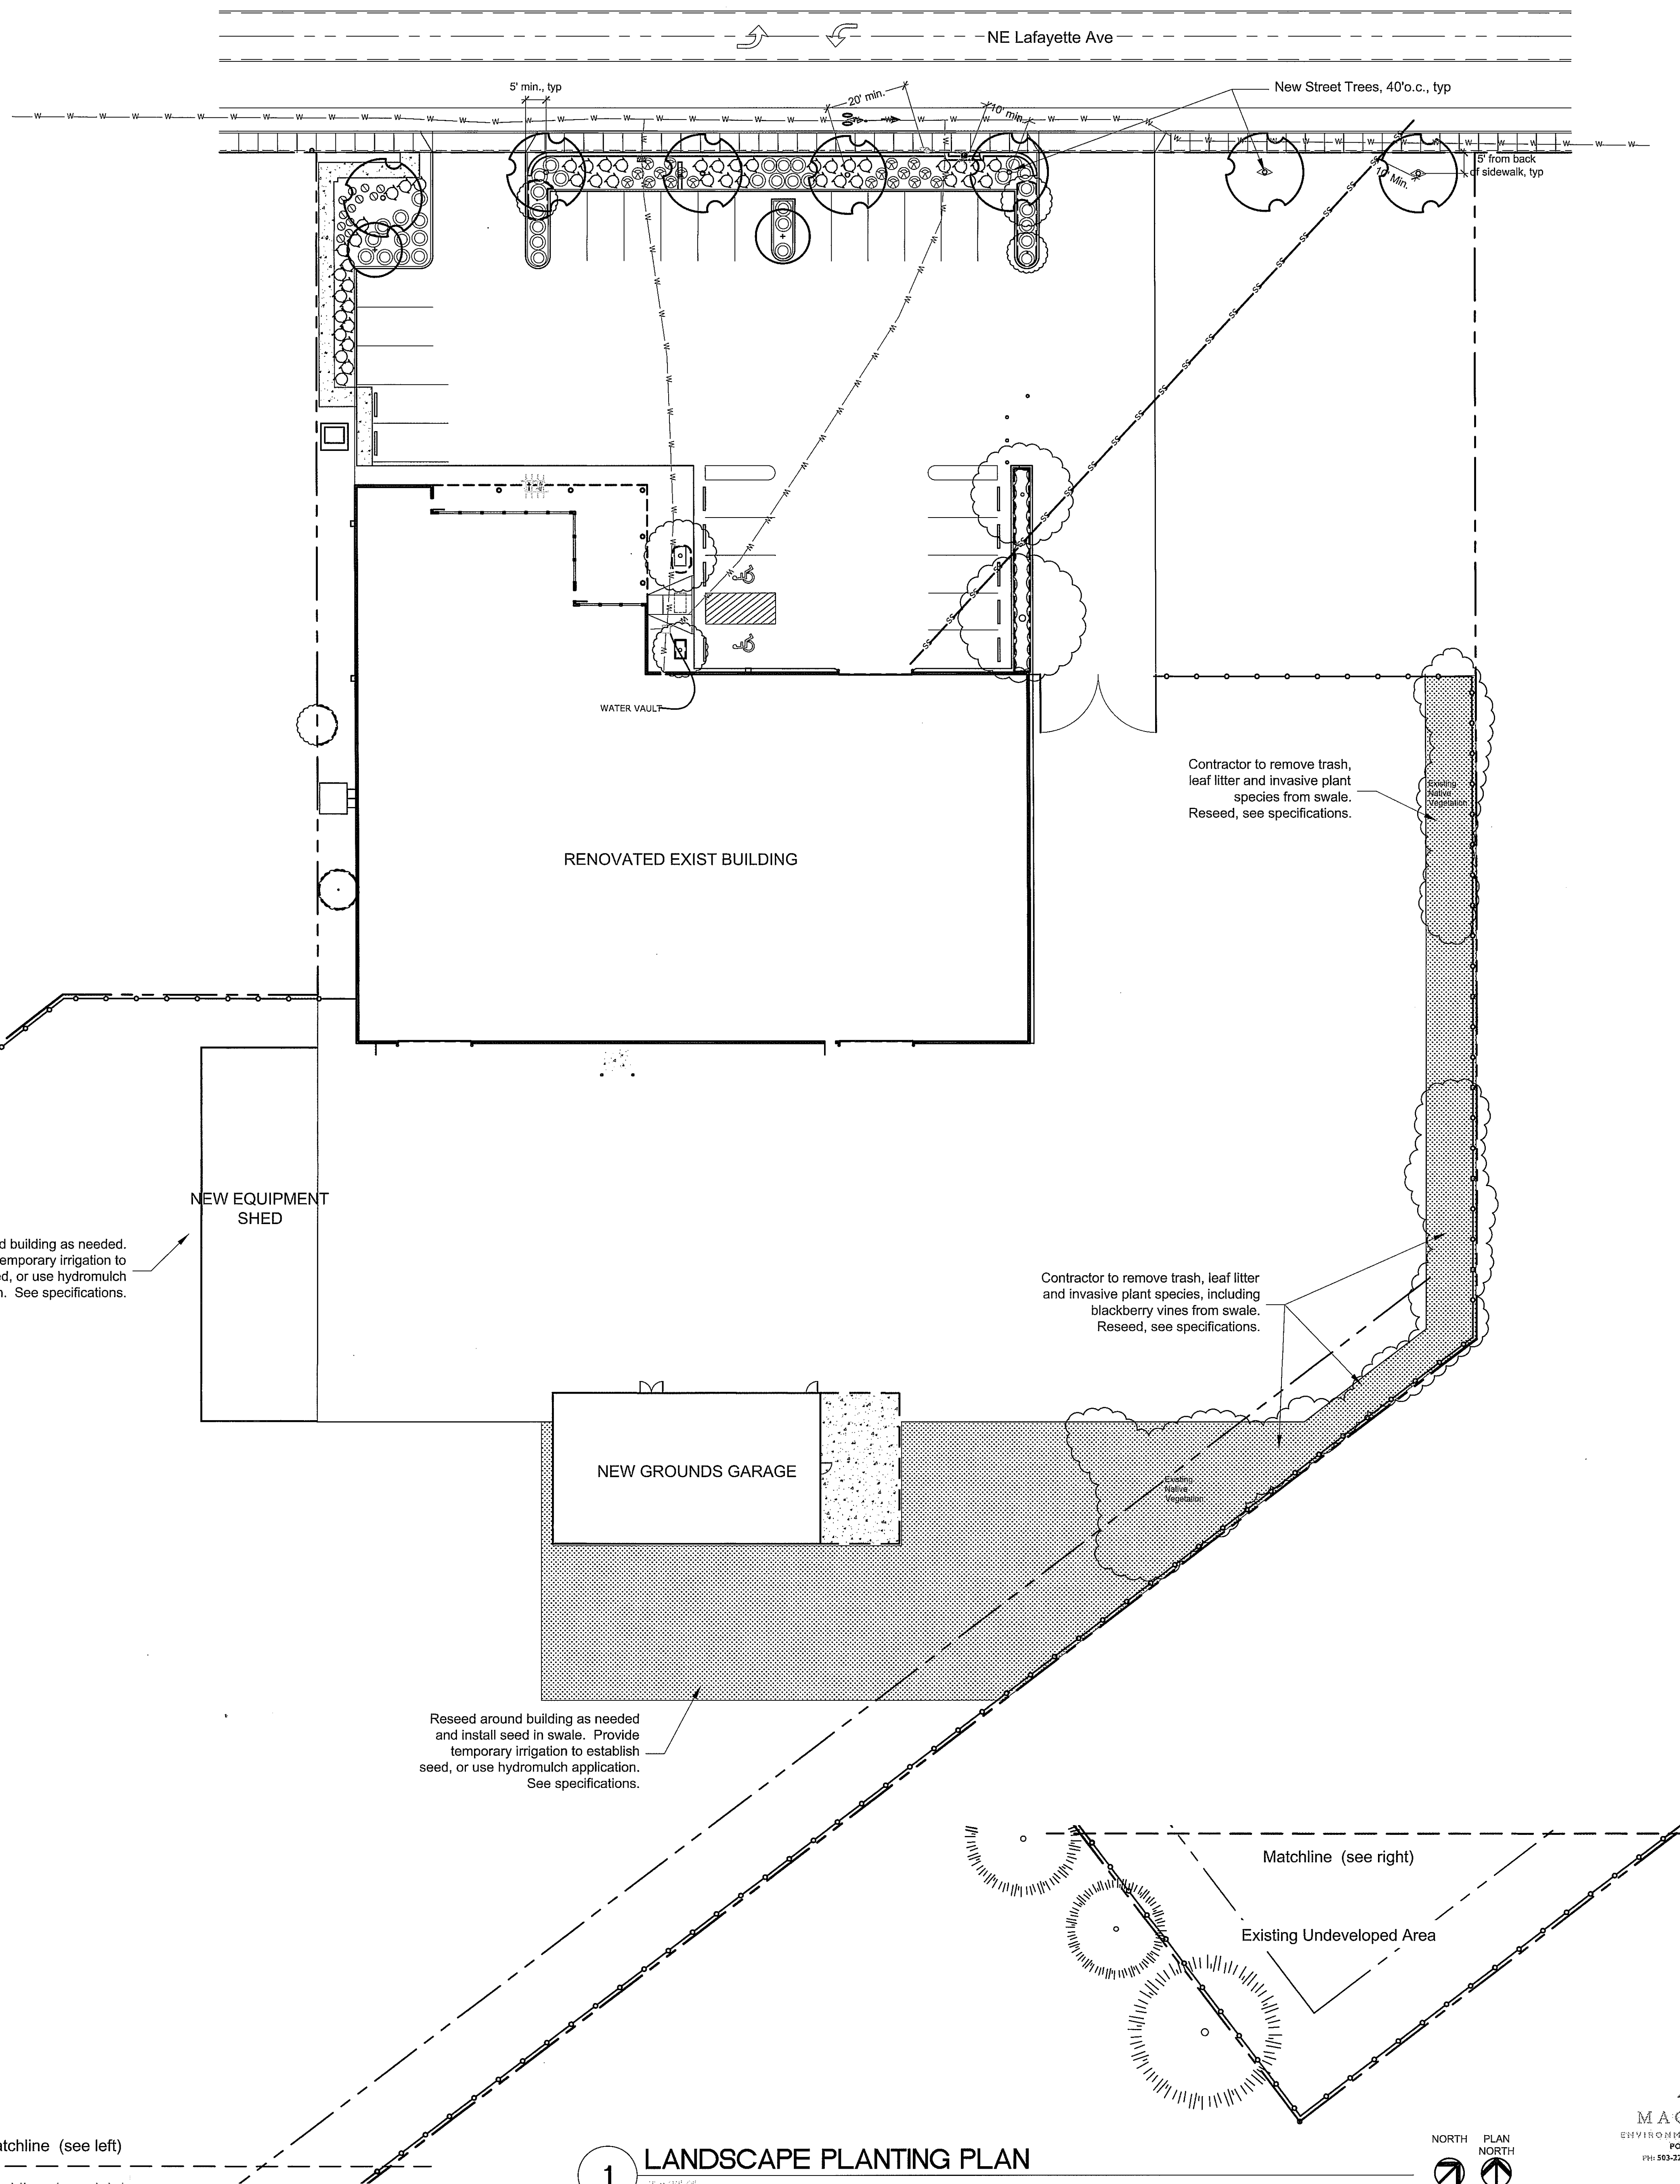 NE Lafayette Ave
5' min., typ
20' min.
10' min.
New Street Trees, 40'o.c., typ
5' from back
of sidewalk, typ
10' Min.
WATER VAULT
Contractor to remove trash,
leaf litter and invasive plant
species from swale.
Reseed, see specifications.
Existing
Native
Vegetation
RENOVATED EXIST BUILDING
NEW EQUIPMENT
SHED
d building as needed.
emporary irrigation to
ed, or use hydromulch
n. See specifications.
Contractor to remove trash, leaf litter
and invasive plant species, including
blackberry vines from swale.
Reseed, see specifications.
NEW GROUNDS GARAGE
Existing
Native
Vegetation
Reseed around building as needed
and install seed in swale. Provide
temporary irrigation to establish
seed, or use hydromulch application.
See specifications.
Matchline (see right)
Existing Undeveloped Area
atchline (see left)
1
LANDSCAPE PLANTING PLAN
NORTH
PLAN
NORTH
MAG
ENVIRONM
PO
PH: 503-22